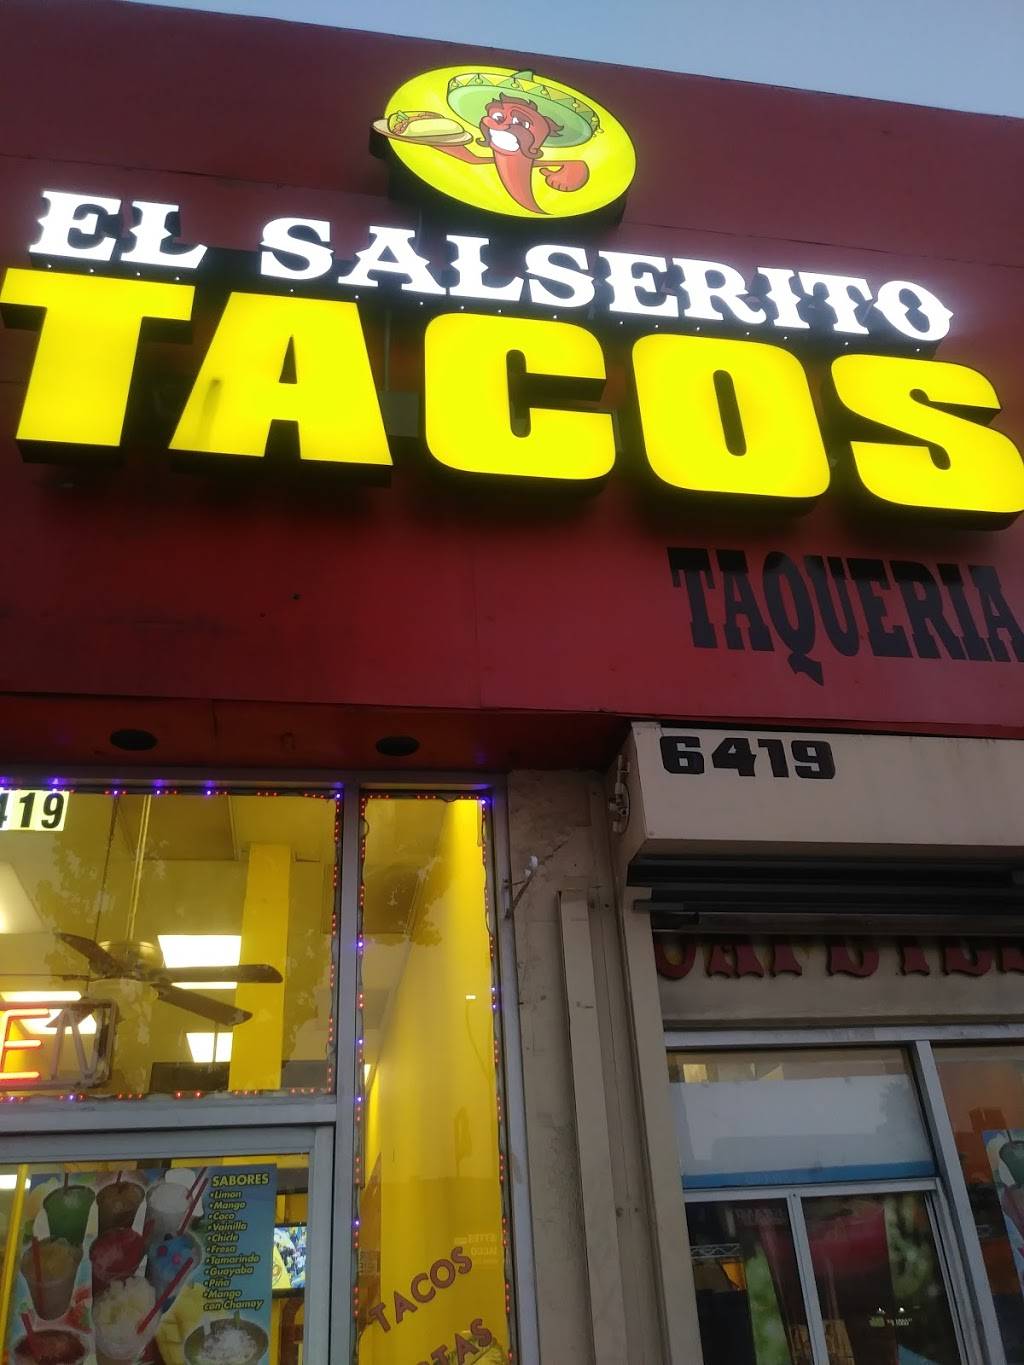 EL SALSERITO
TACOS
TAQUERIA
6419
419
E
SABORES
•Limon
•Mango
•Coco
•Vainilla
•Chicle
•Fresa
•Tamarindo
•Guayaba
•Piña
•Mango
con Chamoy
TACOS